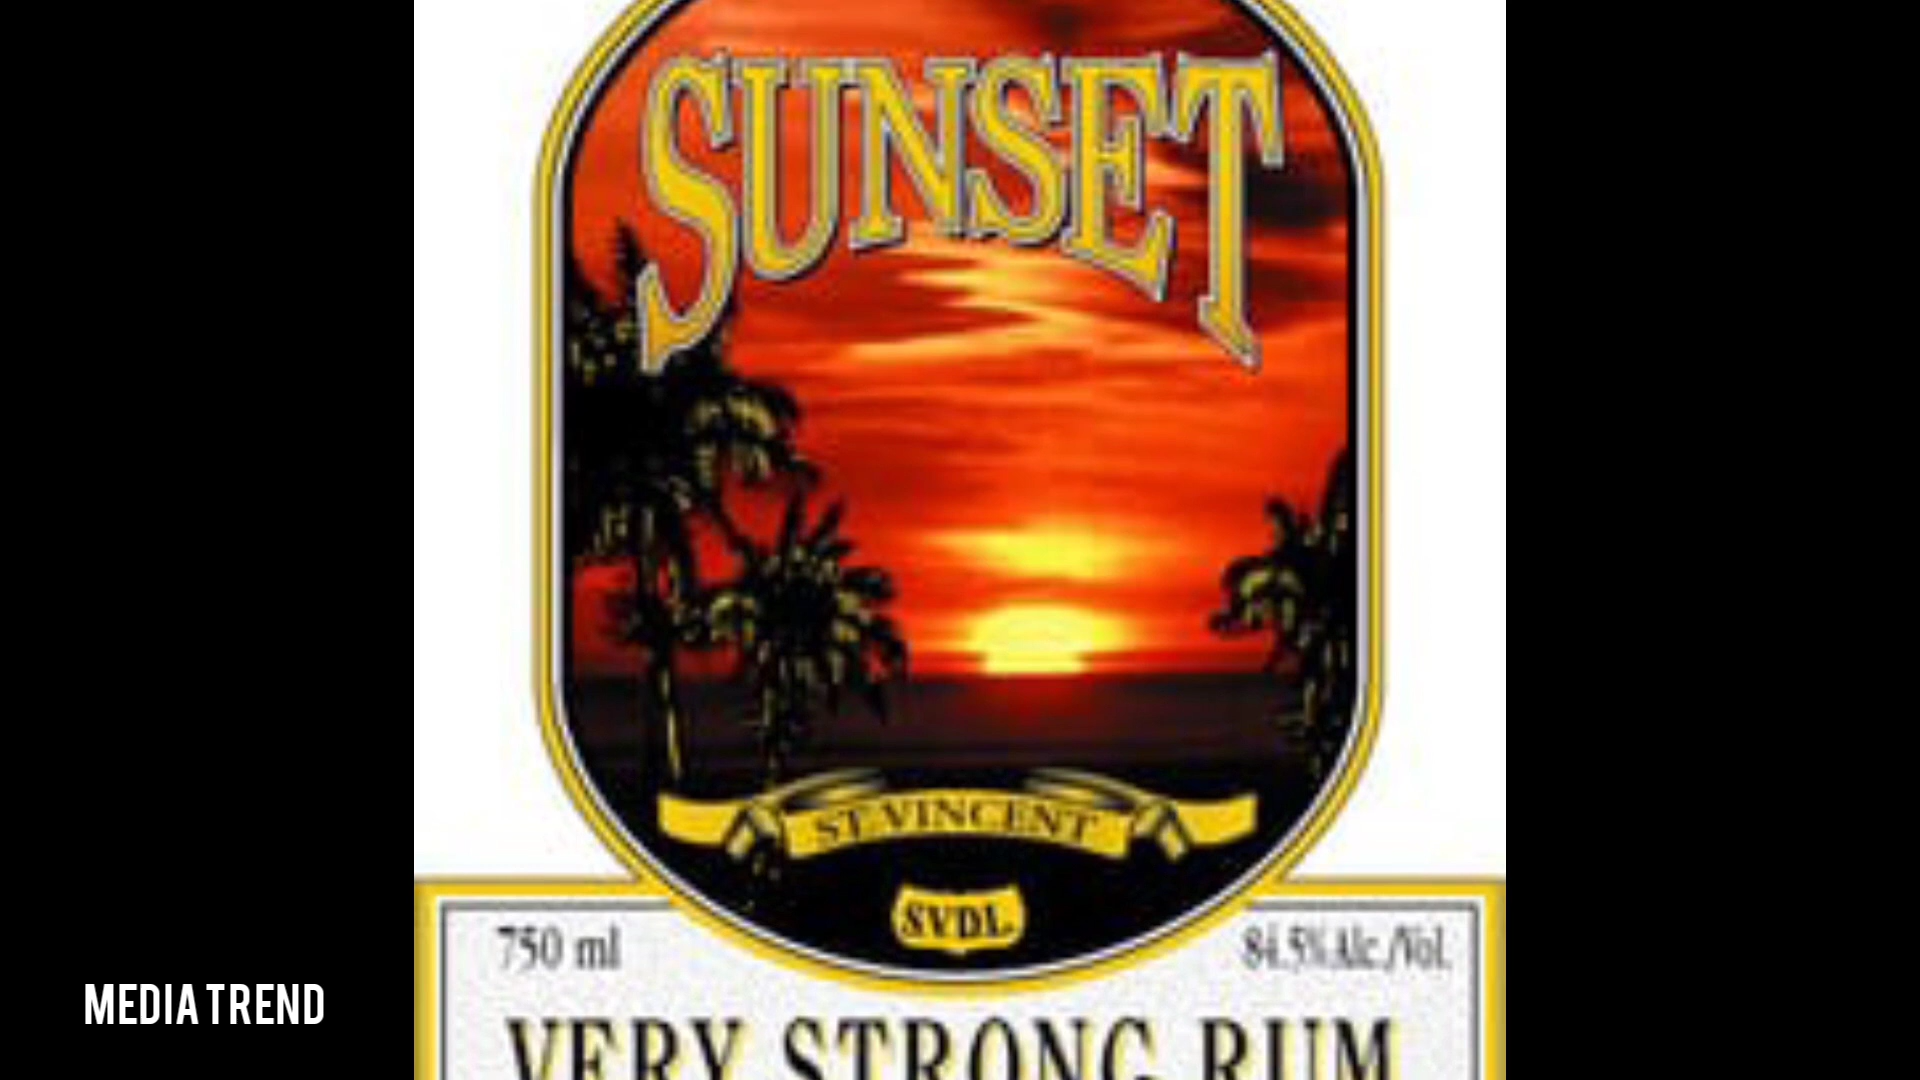 SUNSET
ST. VINCENT
SVDL
750 ml
84.5% Alc./Vol.
VERY STRONG RUM
MEDIA TREND